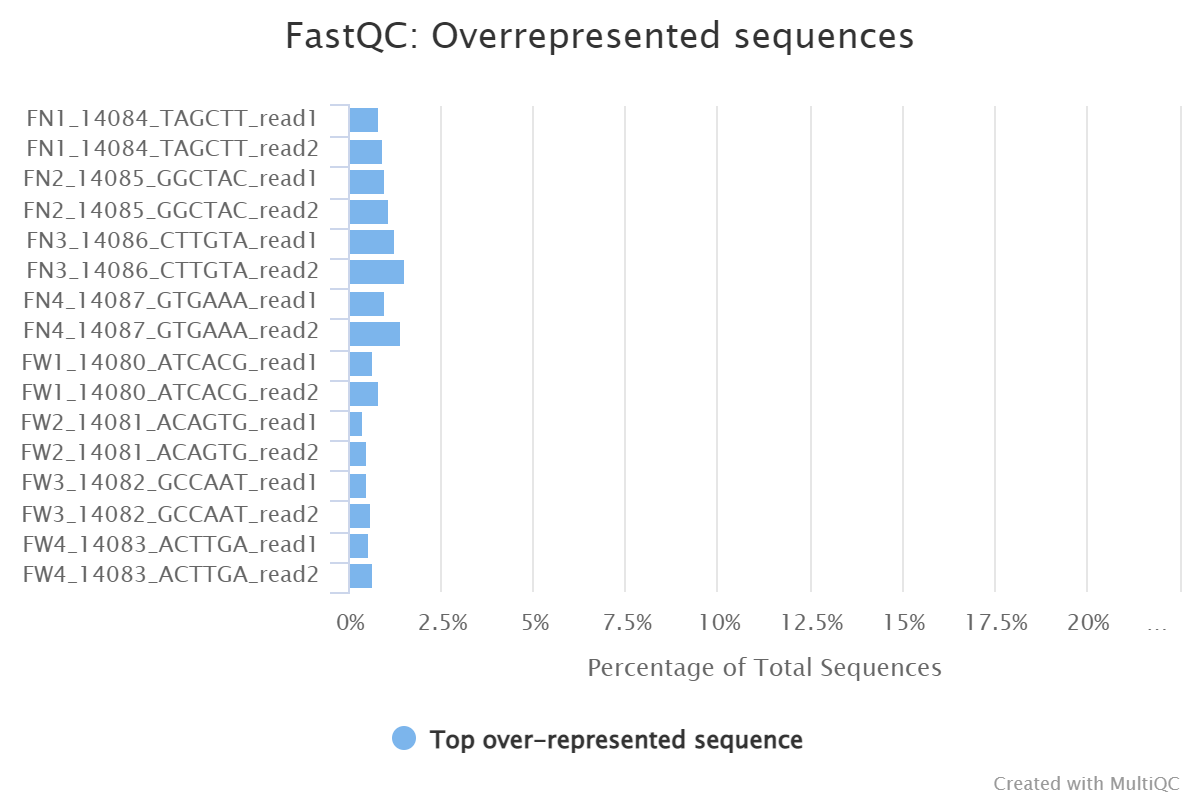 FastQC: Overrepresented sequences
FN1_14084_TAGCTT_read1
FN1_14084_TAGCTT_read2
FN2_14085_GGCTAC_read1
FN2_14085_GGCTAC_read2
FN3_14086_CTTGTA_read1
FN3_14086_CTTGTA_read2
FN4_14087_GTGAAA_read1
FN4_14087_GTGAAA_read2
FW1_14080_ATCACG_read1
FW1_14080_ATCACG_read2
FW2_14081_ACAGTG_read1
FW2_14081_ACAGTG_read2
FW3_14082_GCCAAT_read1
FW3_14082_GCCAAT_read2
FW4_14083_ACTTGA_read1
FW4_14083_ACTTGA_read2
0% 2.5% 5% 7.5% 10% 12.5% 15% 17.5% 20% ...
Percentage of Total Sequences
Top over-represented sequence
Created with MultiQC